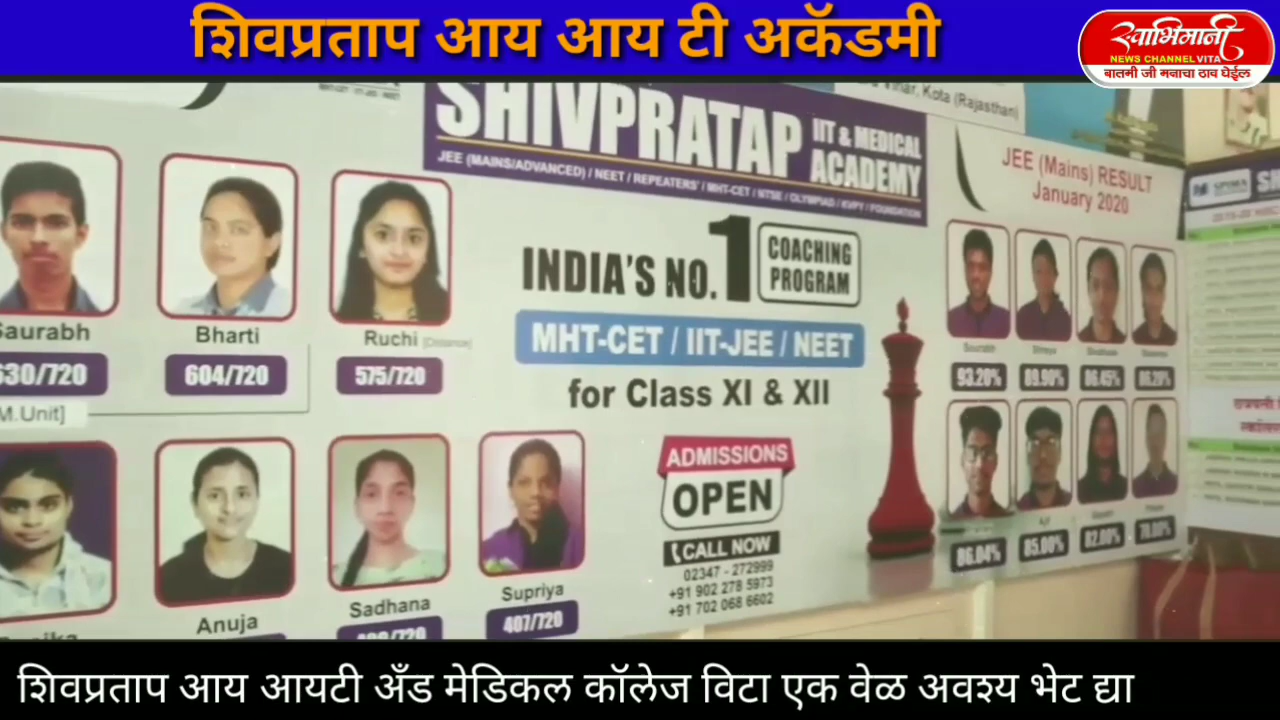 शिवप्रताप आय आय टी अकॅडमी
स्वाभिमानी
NEWS CHANNEL VITA
बातमी जी मनाचा ठाव घेईल
Vihar, Kota (Rajasthan)
SHIVPRATAP
IIT & MEDICAL
ACADEMY
JEE (MAINS/ADVANCED) / NEET / REPEATERS' / MHT-CET / NTSE / OLYMPIAD / KVPY / FOUNDATION
INDIA'S NO. 1
COACHING
PROGRAM
MHT-CET / IIT-JEE / NEET
for Class XI & XII
ADMISSIONS
OPEN
CALL NOW
02347 - 272999
+91 902 278 5973
+91 702 068 6602
Saurabh
630/720
Bharti
604/720
Ruchi
575/720
M.Unit]
Anuja
Sadhana
Supriya
407/720
JEE (Mains) RESULT
January 2020
93.20%
89.90%
86.45%
86.20%
86.04%
85.00%
82.00%
78.00%
शिवप्रताप आय आयटी अँड मेडिकल कॉलेज विटा एक वेळ अवश्य भेट द्या